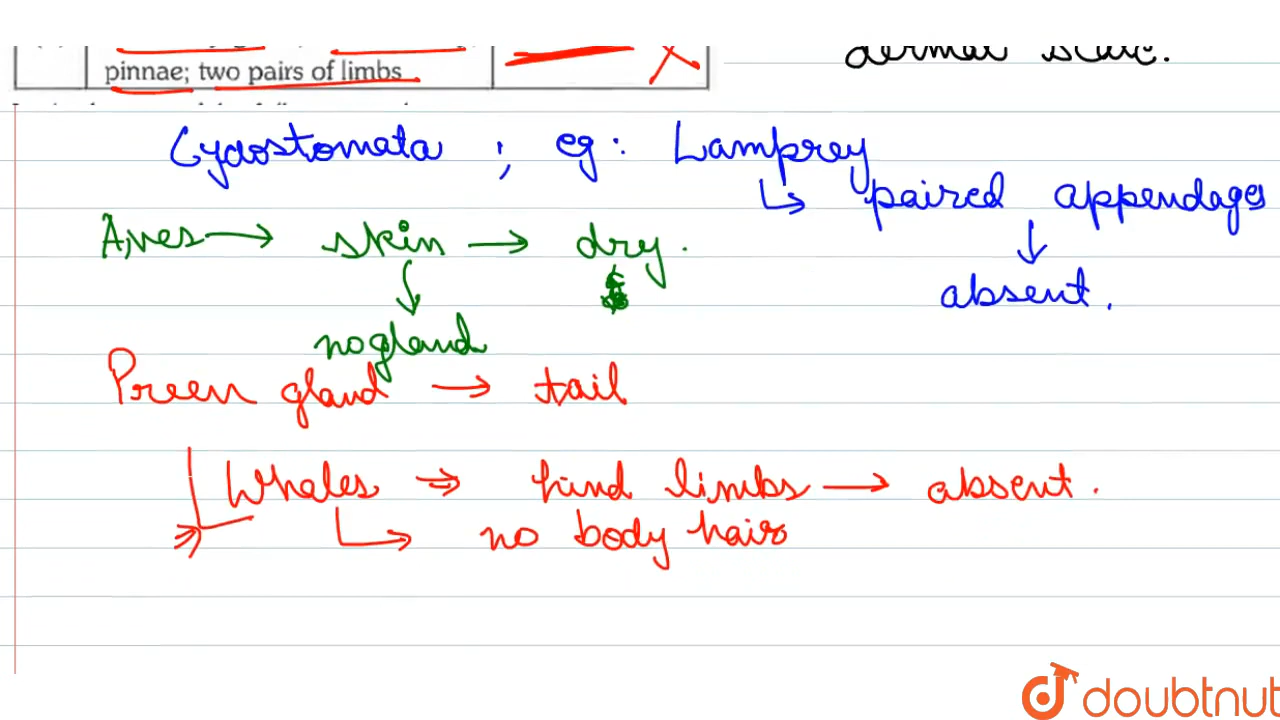 pinnae; two pairs of limbs
Cyclostomata ; eg: Lamprey
↳ paired appendages
↓
absent.
Aves → skin → dry.
↓
no gland
Preen gland → tail
Whales ⇒ hind limbs → absent.
↳ no body hair
doubtnut